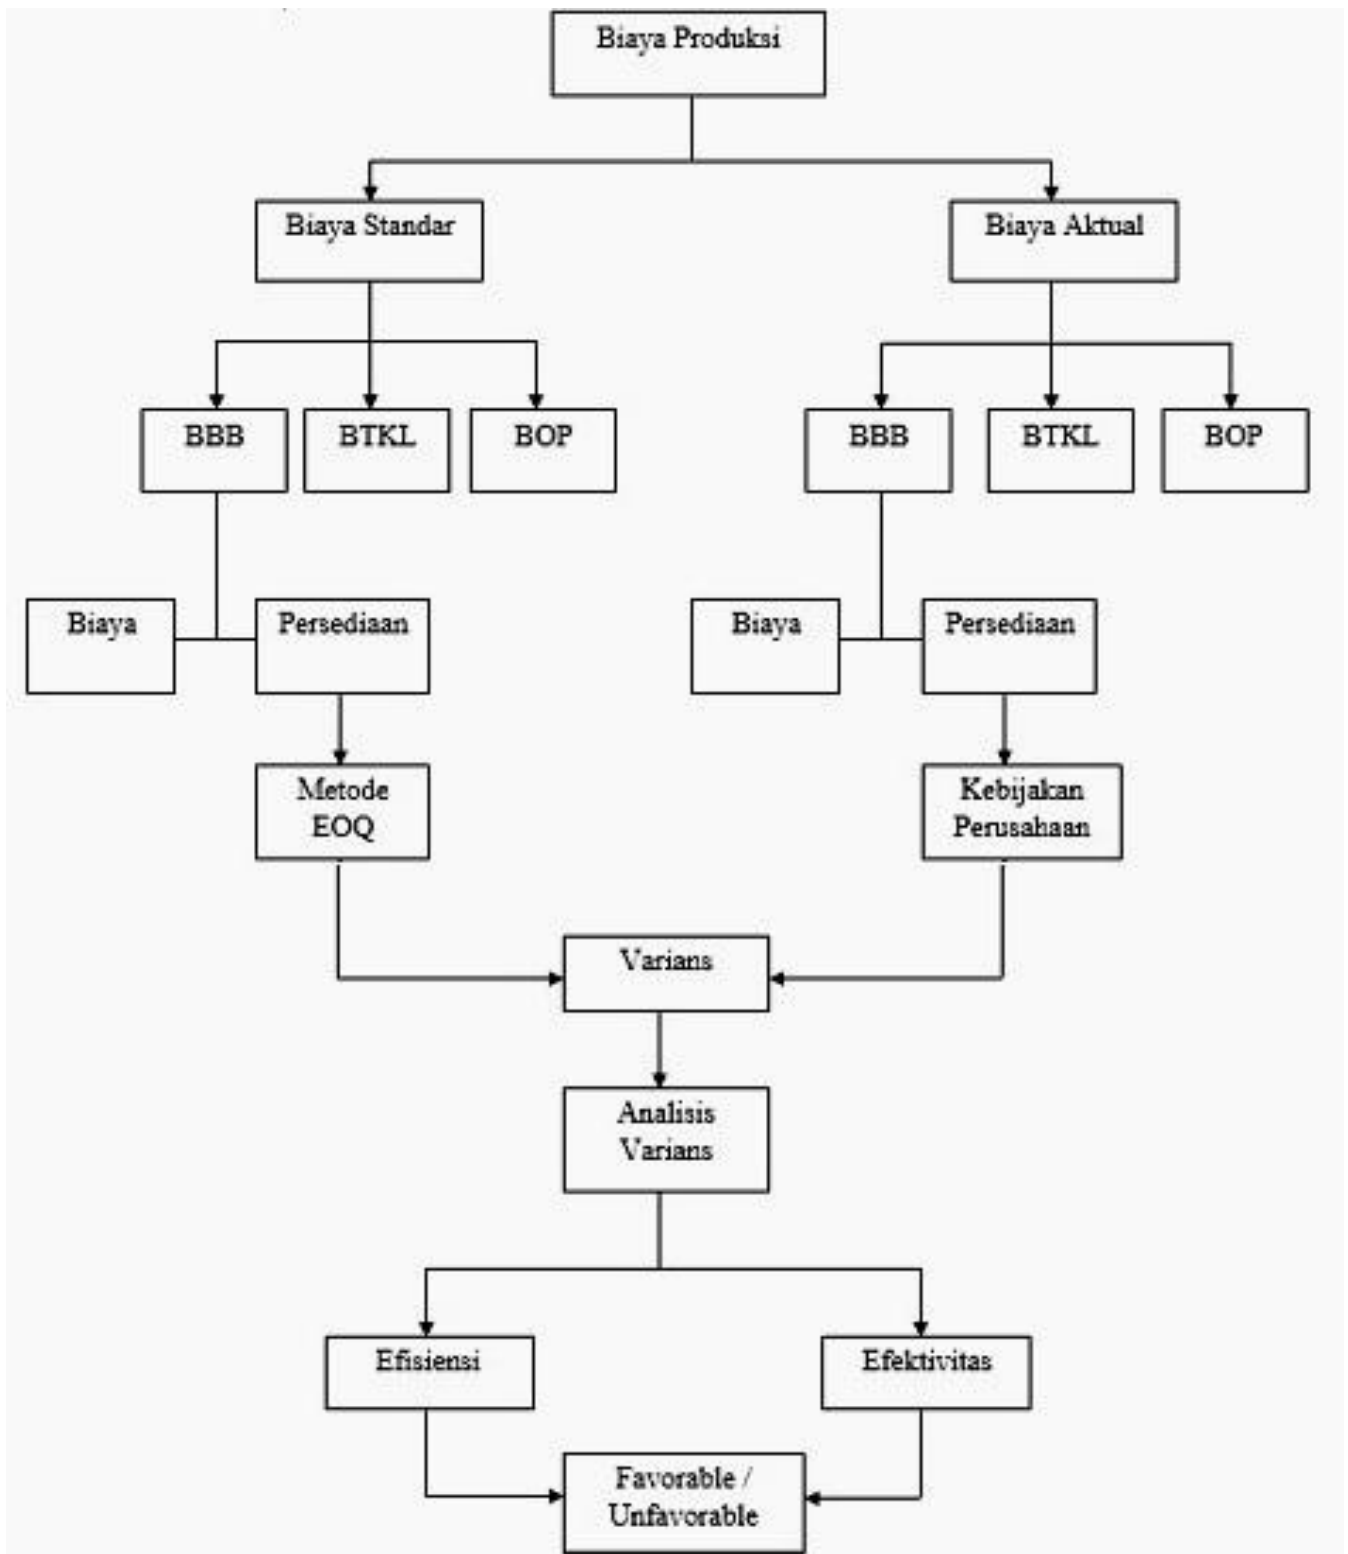 Biaya Produksi
Biaya Standar
Biaya Aktual
BBB
BTKL
BOP
BBB
BTKL
BOP
Biaya
Persediaan
Biaya
Persediaan
Metode
EOQ
Kebijakan
Perusahaan
Varians
Analisis
Varians
Efisiensi
Efektivitas
Favorable /
Unfavorable